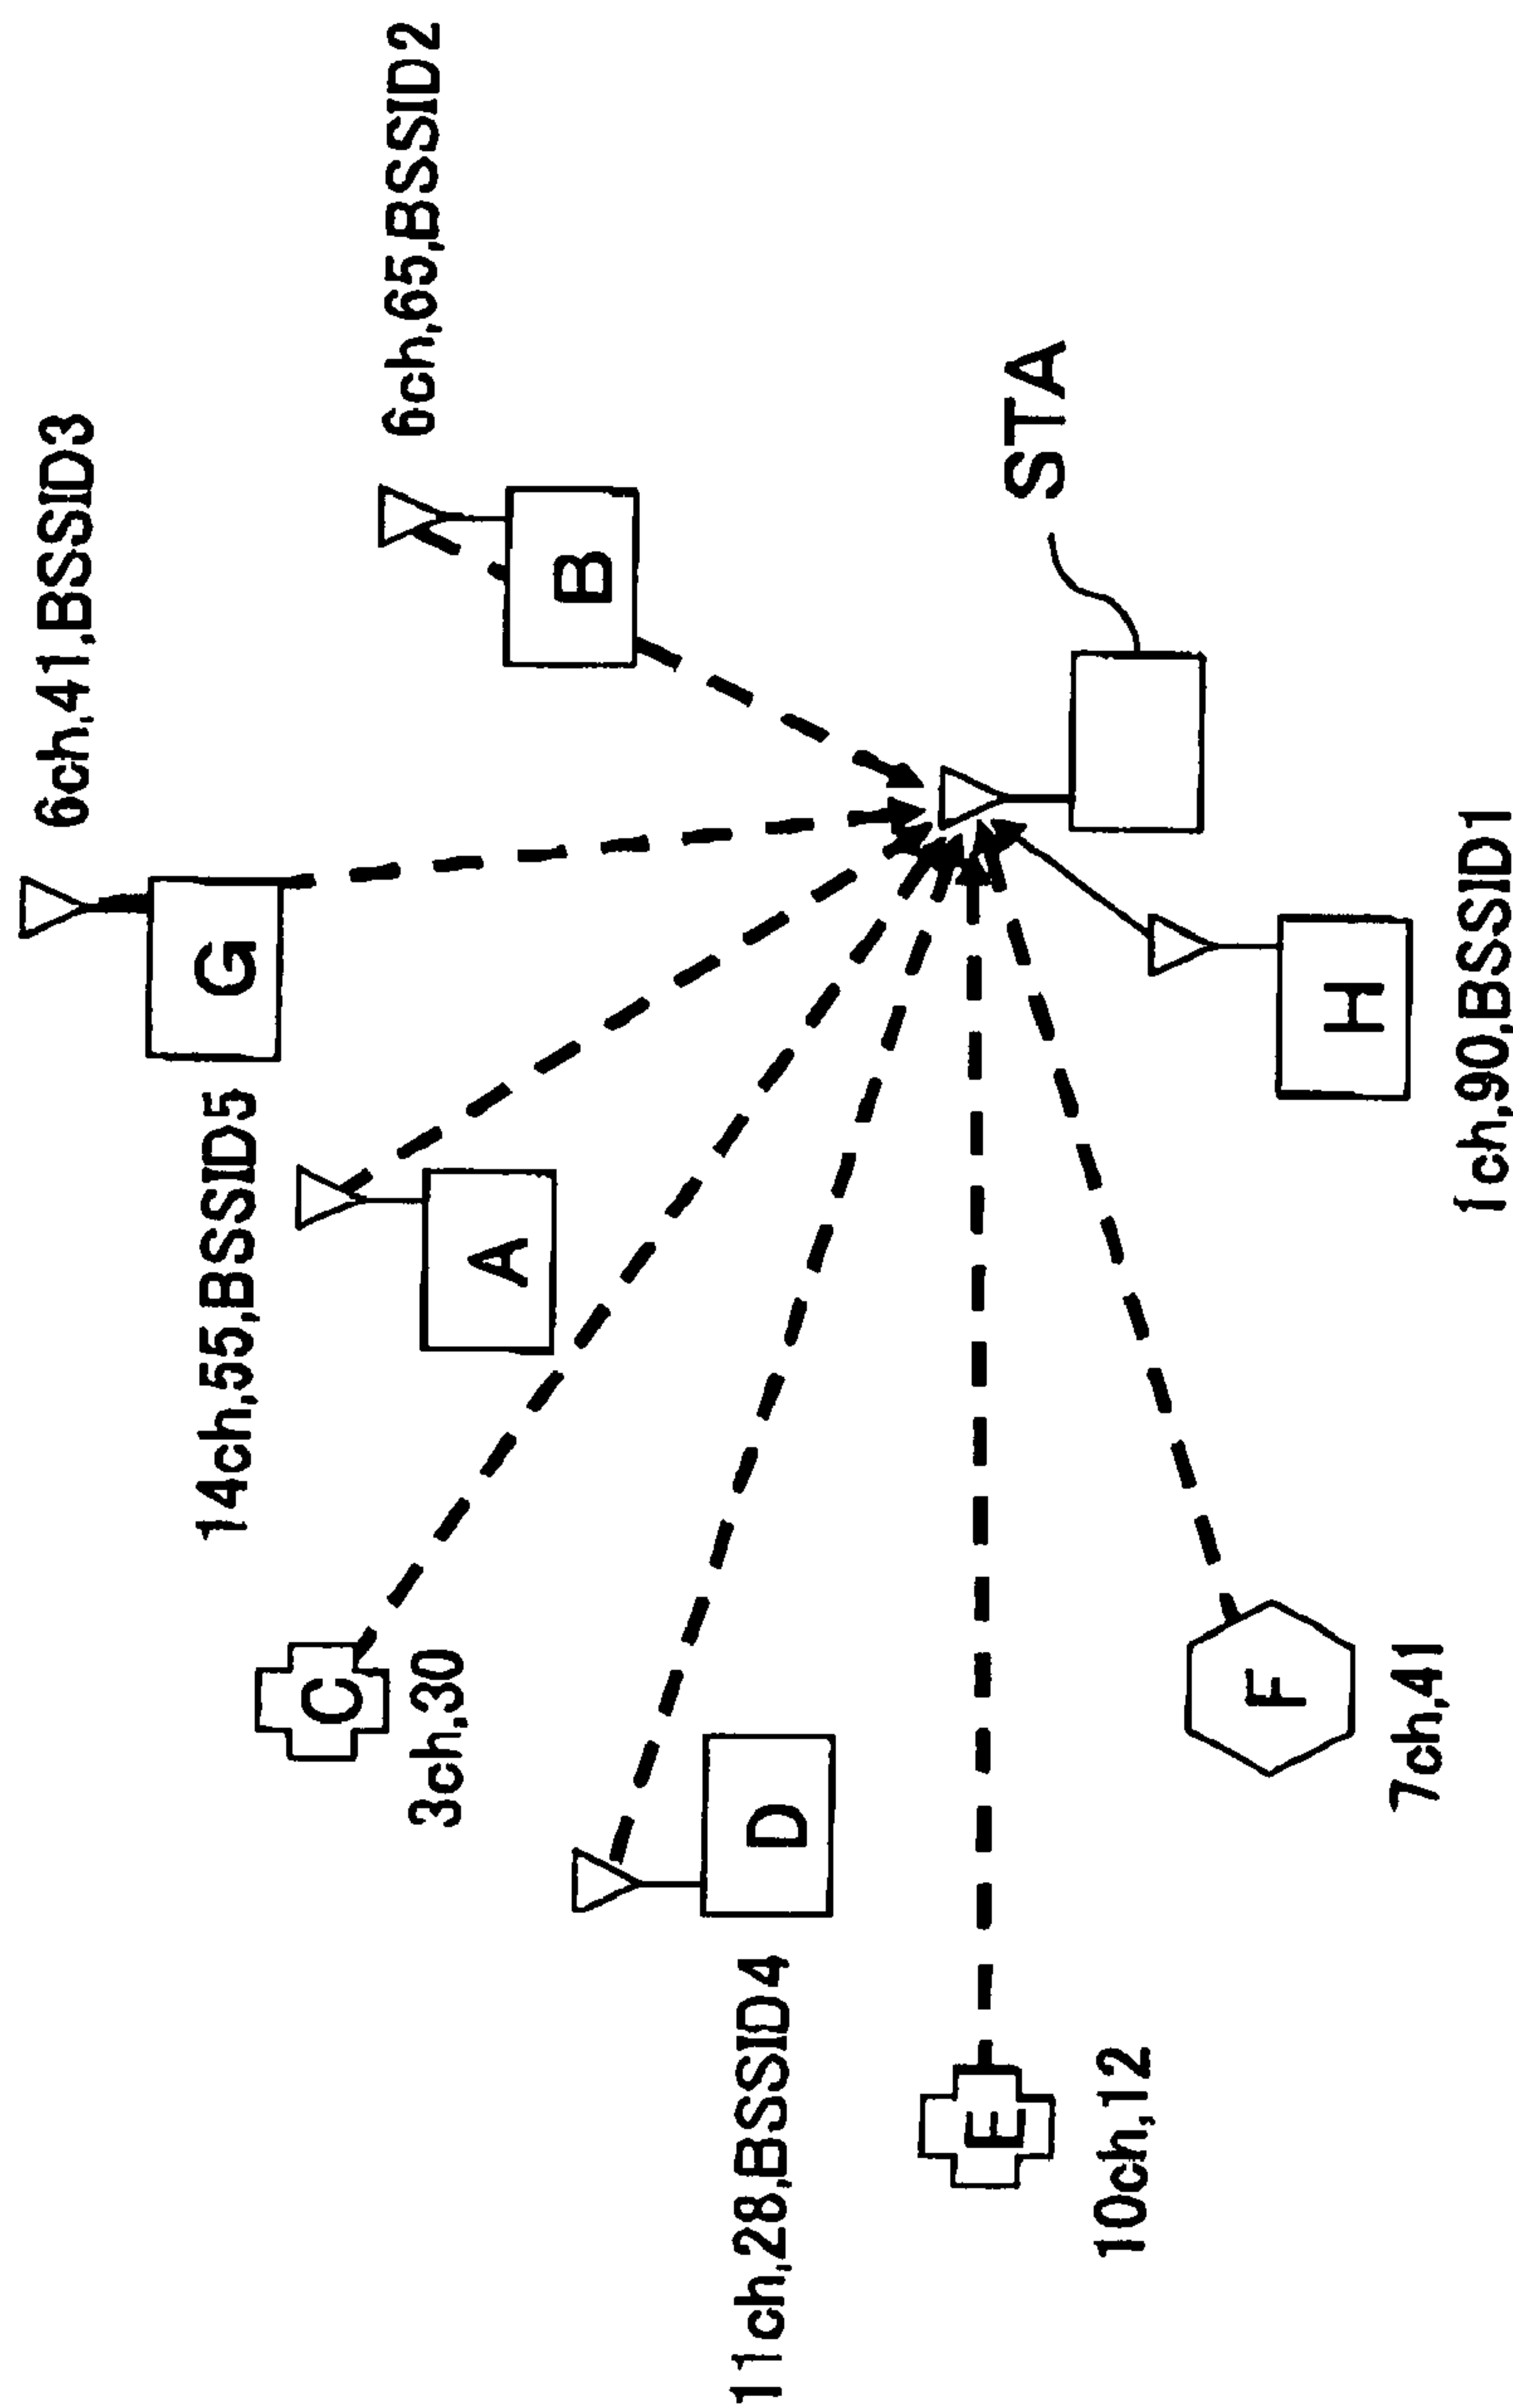 6ch,41,BSSID3
G
6ch,65,BSSID2
B
14ch,55,BSSID5
A
C
3ch,30
D
11ch,28,BSSID4
STA
E
10ch,12
F
7ch,41
H
1ch,90,BSSID1